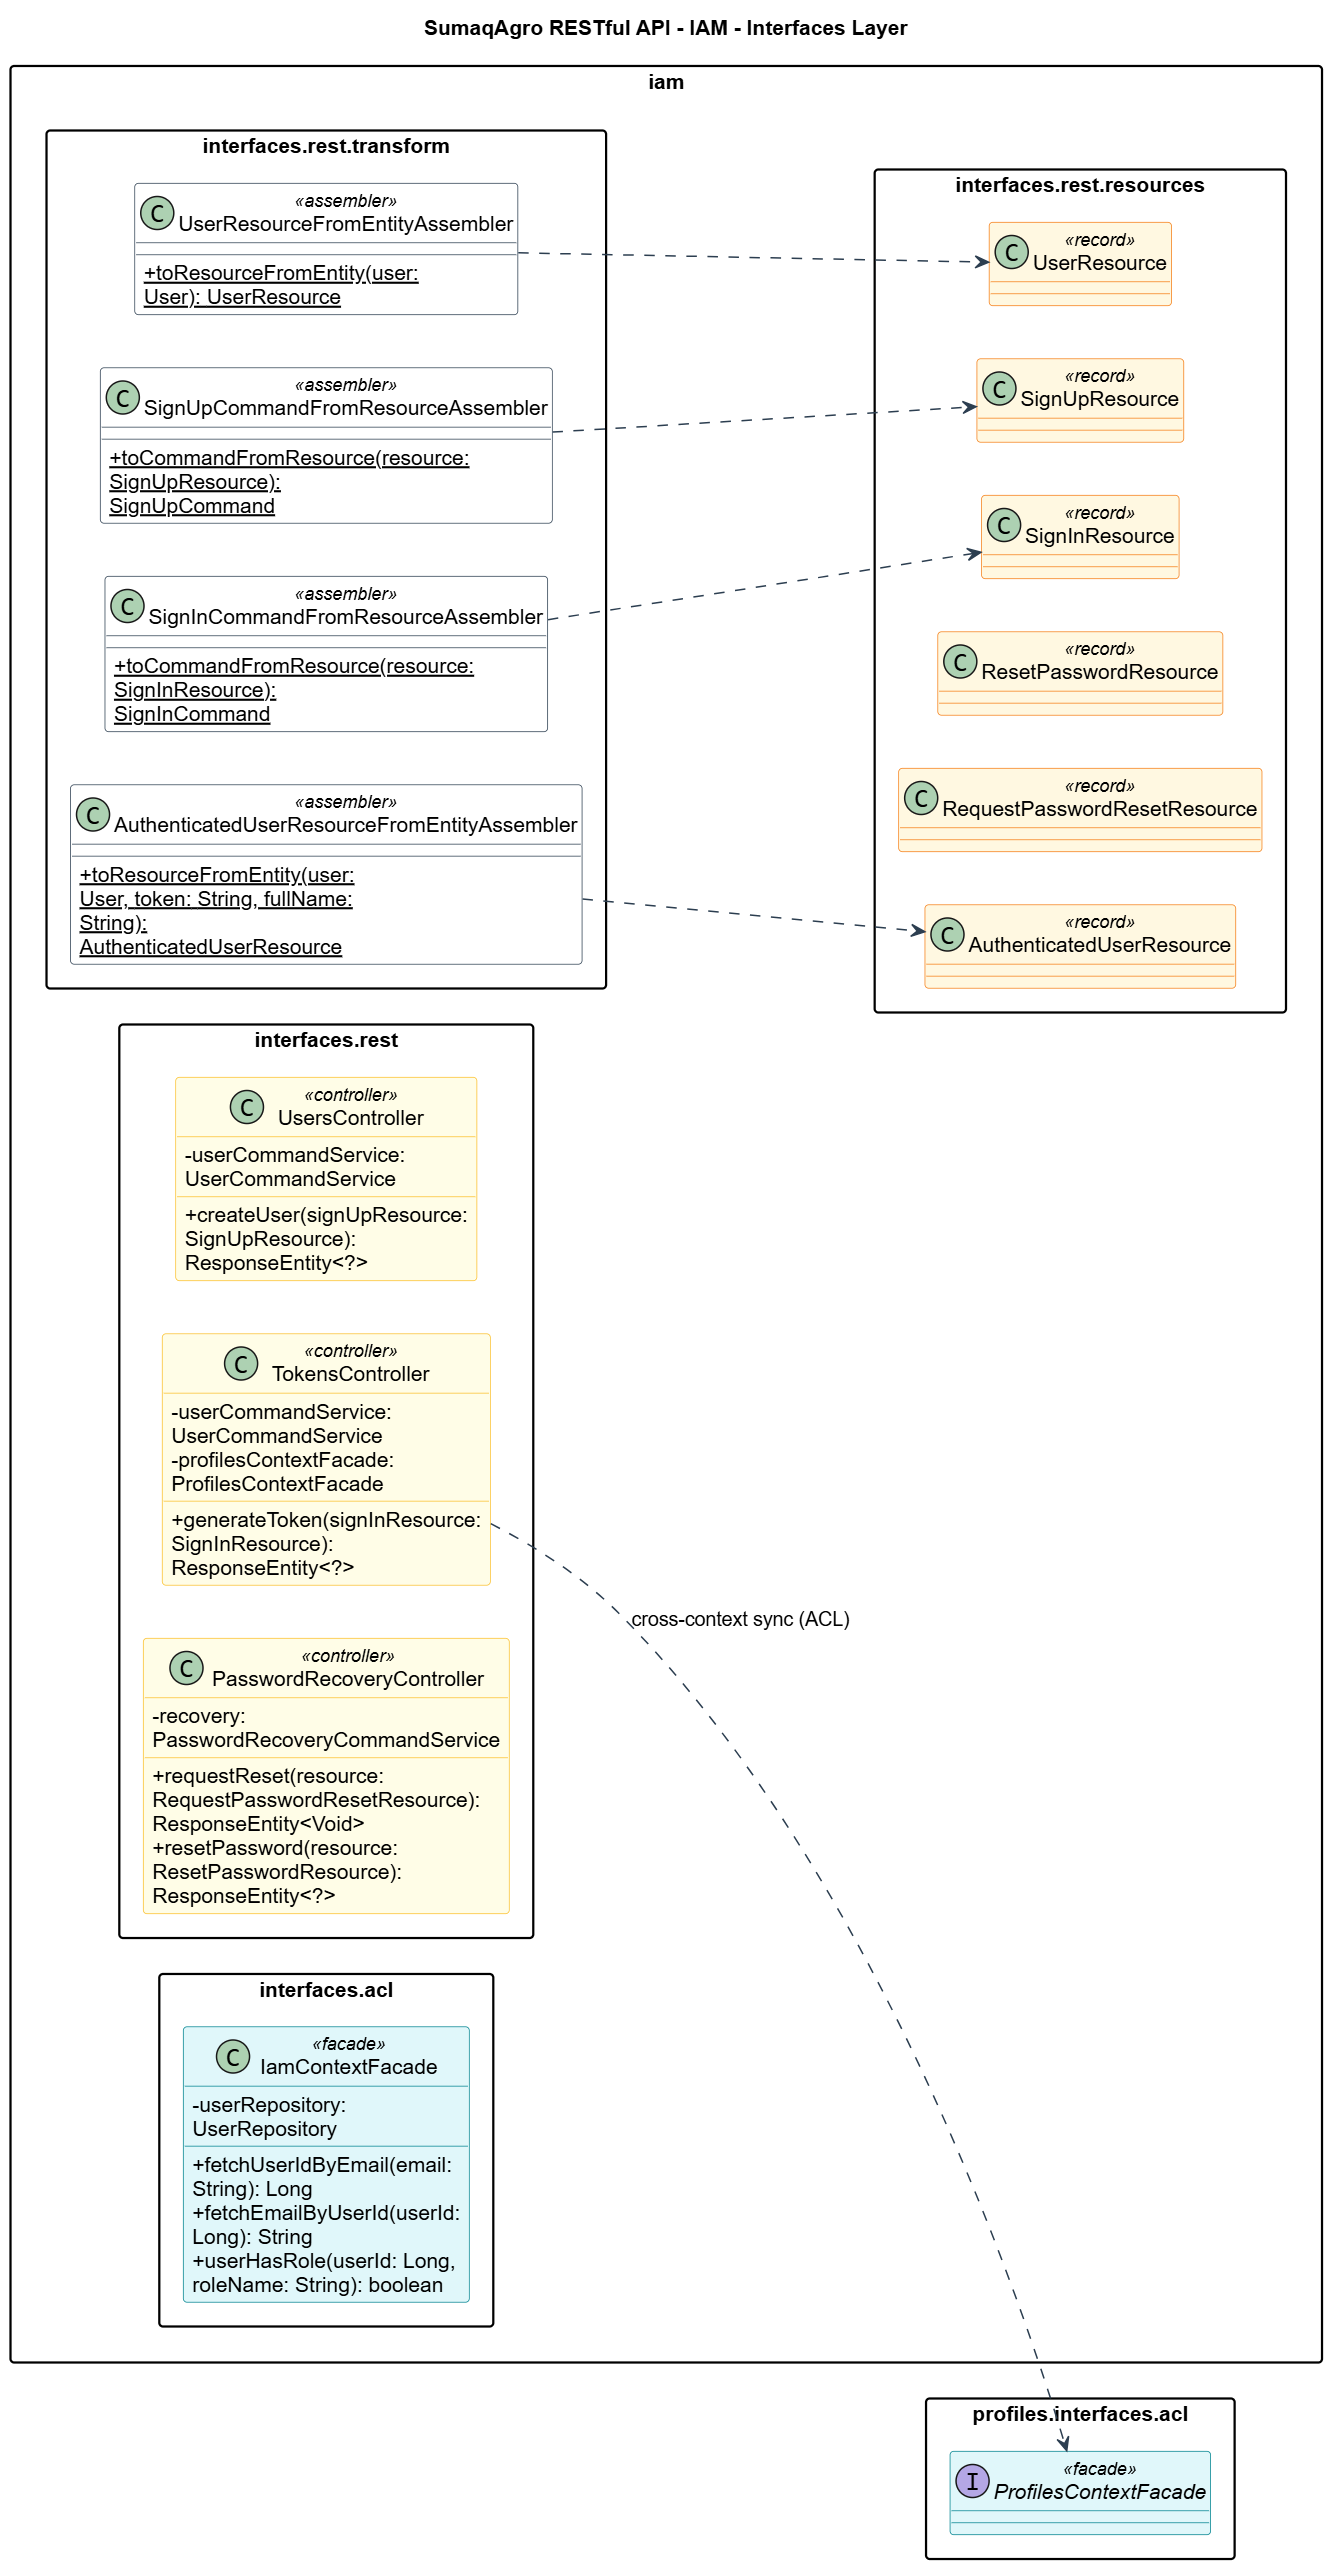 SumaqAgro RESTful API - IAM - Interfaces Layer
iam
interfaces.rest.transform
«assembler»
C
UserResourceFromEntityAssembler
+toResourceFromEntity(user:
User): UserResource
«assembler»
C
SignUpCommandFromResourceAssembler
+toCommandFromResource(resource:
SignUpResource):
SignUpCommand
«assembler»
C
SignInCommandFromResourceAssembler
+toCommandFromResource(resource:
SignInResource):
SignInCommand
«assembler»
C
AuthenticatedUserResourceFromEntityAssembler
+toResourceFromEntity(user:
User, token: String, fullName:
String):
AuthenticatedUserResource
interfaces.rest.resources
«record»
C
UserResource
«record»
C
SignUpResource
«record»
C
SignInResource
«record»
C
ResetPasswordResource
«record»
C
RequestPasswordResetResource
«record»
C
AuthenticatedUserResource
interfaces.rest
«controller»
C
UsersController
-userCommandService:
UserCommandService
+createUser(signUpResource:
SignUpResource):
ResponseEntity<?>
«controller»
C
TokensController
-userCommandService:
UserCommandService
-profilesContextFacade:
ProfilesContextFacade
+generateToken(signInResource:
SignInResource):
ResponseEntity<?>
cross-context sync (ACL)
«controller»
C
PasswordRecoveryController
-recovery:
PasswordRecoveryCommandService
+requestReset(resource:
RequestPasswordResetResource):
ResponseEntity<Void>
+resetPassword(resource:
ResetPasswordResource):
ResponseEntity<?>
interfaces.acl
«facade»
C
IamContextFacade
-userRepository:
UserRepository
+fetchUserIdByEmail(email:
String): Long
+fetchEmailByUserId(userId:
Long): String
+userHasRole(userId: Long,
roleName: String): boolean
profiles.interfaces.acl
«facade»
I
ProfilesContextFacade